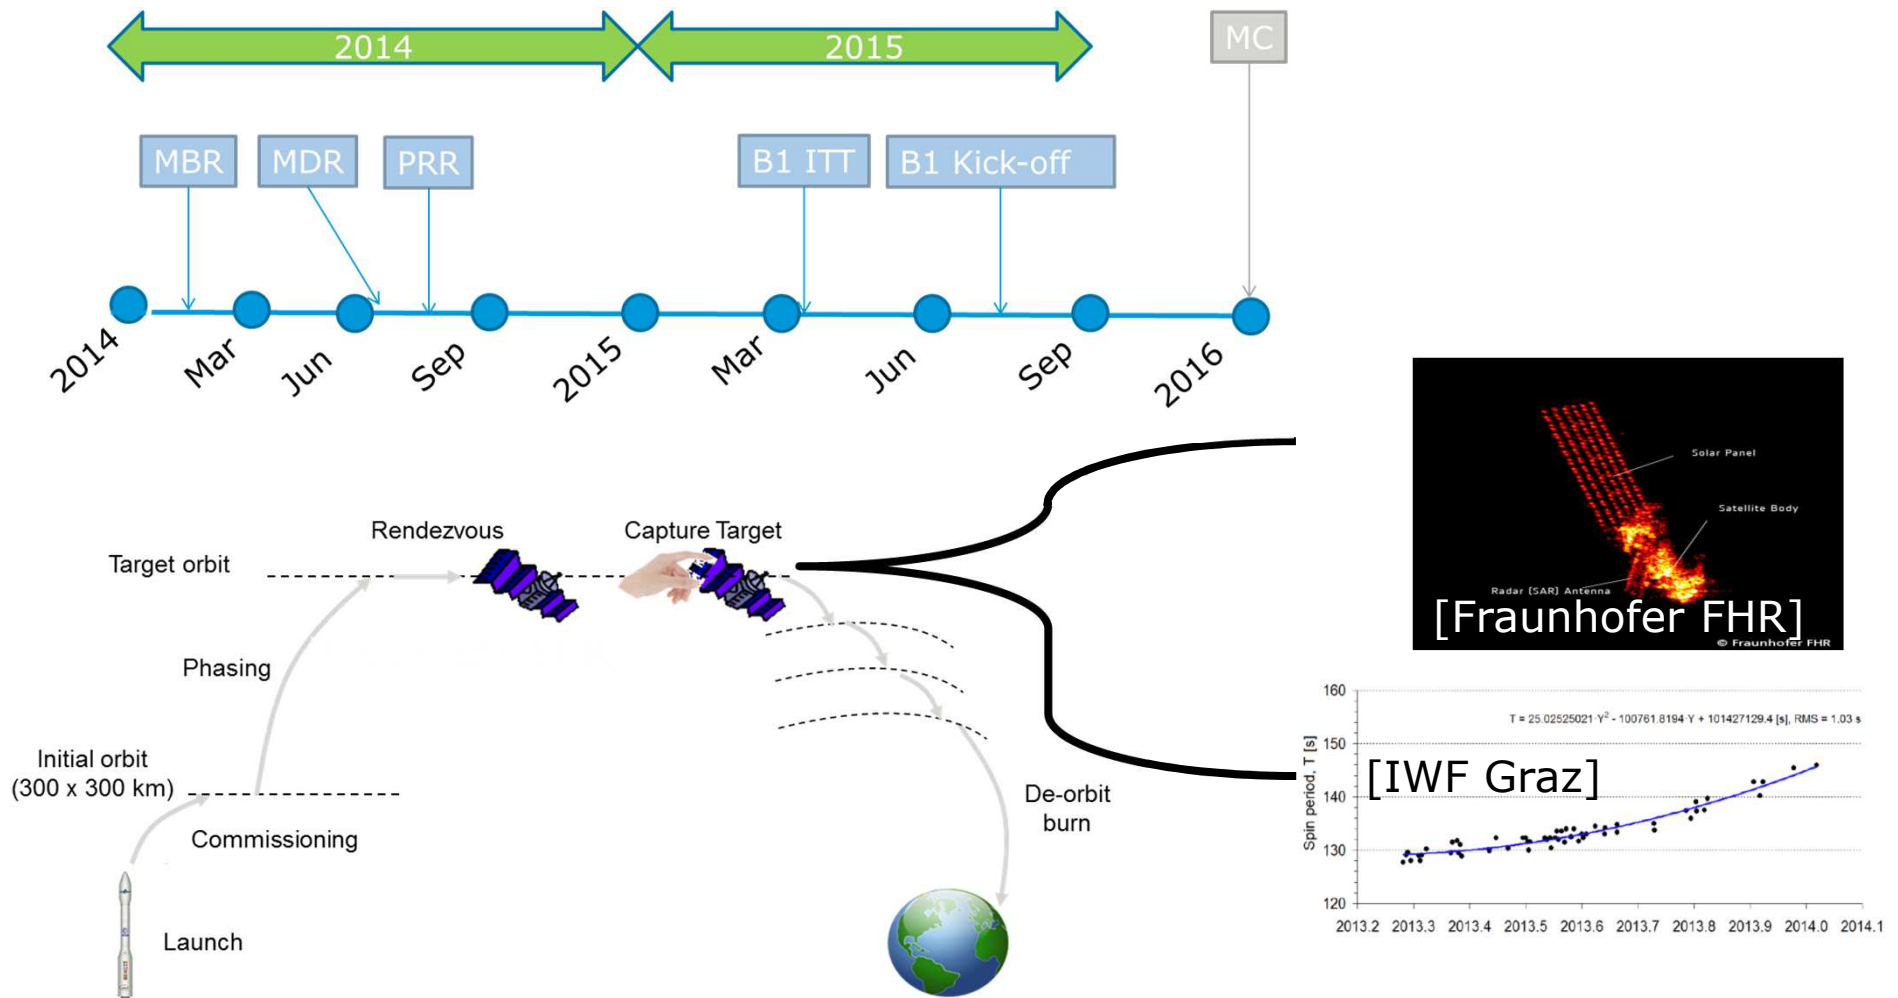 2014
2015
MC
MBR
MDR
PRR
B1 ITT
B1 Kick-off
2014
Mar
Jun
Sep
2015
Mar
Jun
Sep
2016
Solar Panel
Satellite Body
Radar (SAR) Antenna
[Fraunhofer FHR]
© Fraunhofer FHR
Rendezvous
Capture Target
Target orbit
Phasing
Initial orbit
(300 x 300 km)
Commissioning
Launch
De-orbit
burn
160
150
140
130
120
Spin period, T [s]
T = 25.02525021·Y² - 100761.8194·Y + 101427129.4 [s], RMS = 1.03 s
[IWF Graz]
2013.2 2013.3 2013.4 2013.5 2013.6 2013.7 2013.8 2013.9 2014.0 2014.1